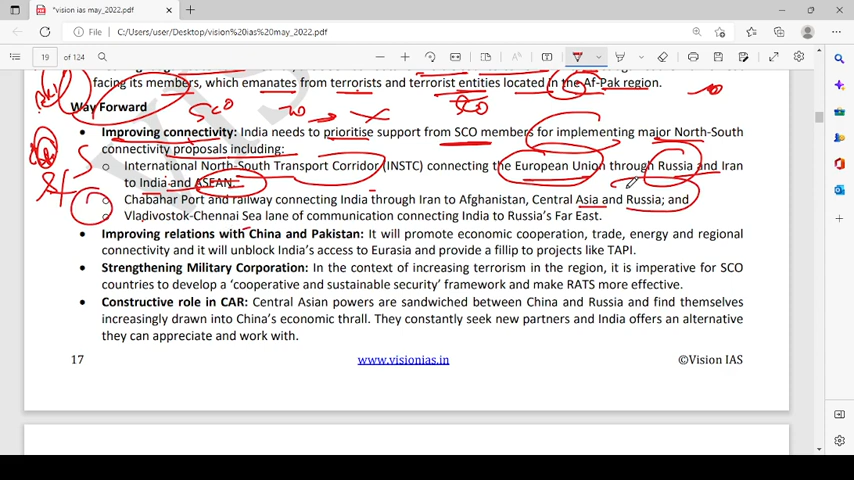 vision ias may_2022.pdf
File | C:/Users/user/Desktop/vision%20ias%20may_2022.pdf
19 of 124
facing its members, which emanates from terrorists and terrorist entities located in the Af-Pak region.
Way Forward
SCO
• Improving connectivity: India needs to prioritise support from SCO members for implementing major North-South
connectivity proposals including:
o International North-South Transport Corridor (INSTC) connecting the European Union through Russia and Iran
to India and ASEAN.
o Chabahar Port and railway connecting India through Iran to Afghanistan, Central Asia and Russia; and
o Vladivostok-Chennai Sea lane of communication connecting India to Russia's Far East.
• Improving relations with China and Pakistan: It will promote economic cooperation, trade, energy and regional
connectivity and it will unblock India's access to Eurasia and provide a fillip to projects like TAPI.
• Strengthening Military Corporation: In the context of increasing terrorism in the region, it is imperative for SCO
countries to develop a 'cooperative and sustainable security' framework and make RATS more effective.
• Constructive role in CAR: Central Asian powers are sandwiched between China and Russia and find themselves
increasingly drawn into China's economic thrall. They constantly seek new partners and India offers an alternative
they can appreciate and work with.
17 www.visionias.in ©Vision IAS